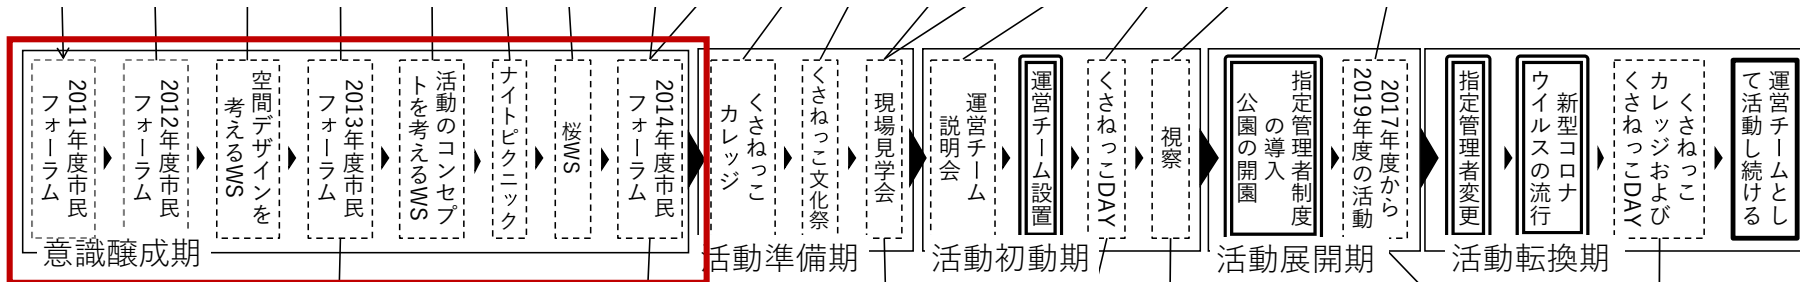 2011年度市民
フォーラム
2012年度市民
フォーラム
空間デザインを
考えるWS
2013年度市民
フォーラム
活動のコンセプ
トを考えるWS
ナイトピクニック
桜WS
2014年度市民
フォーラム
意識醸成期
くさねっこ
カレッジ
くさねっこ文化祭
現場見学会
活動準備期
運営チーム
説明会
運営チーム設置
くさねっこDAY
視察
活動初動期
指定管理者制度
の導入
公園の開園
2017年度から
2019年度の活動
活動展開期
指定管理者変更
新型コロナ
ウイルスの流行
くさねっこ
カレッジおよび
くさねっこDAY
運営チームとし
て活動し続ける
活動転換期